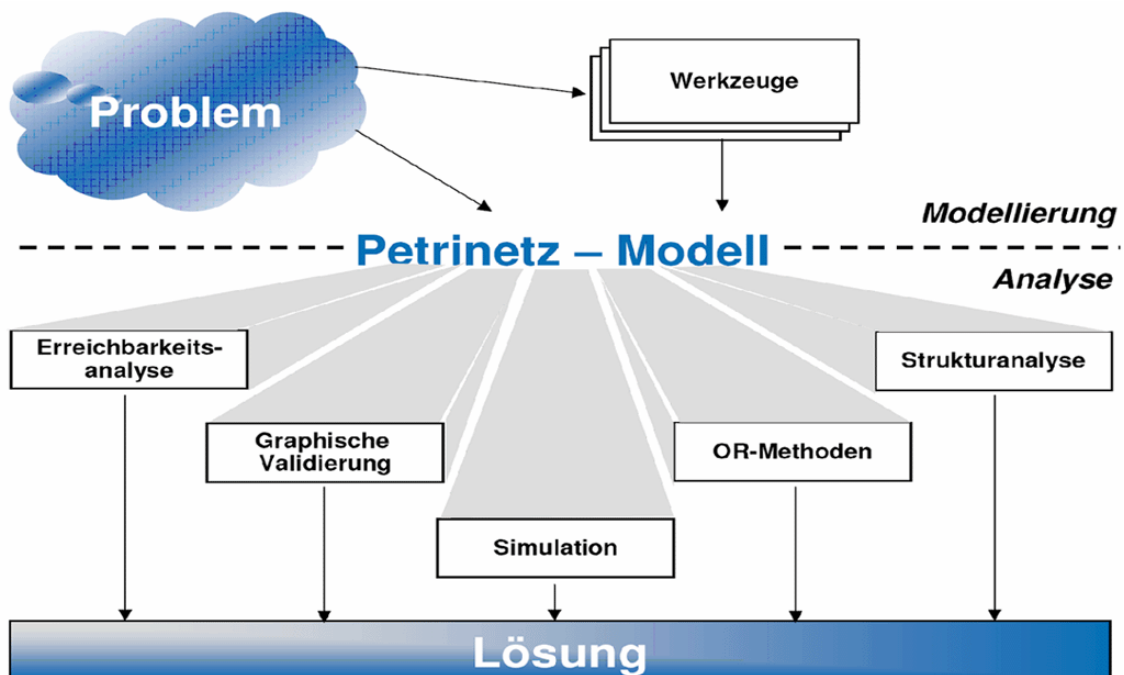 Werkzeuge
Problem
Modellierung
Petrinetz – Modell
Analyse
Erreichbarkeits-
analyse
Strukturanalyse
Graphische
Validierung
OR-Methoden
Simulation
Lösung